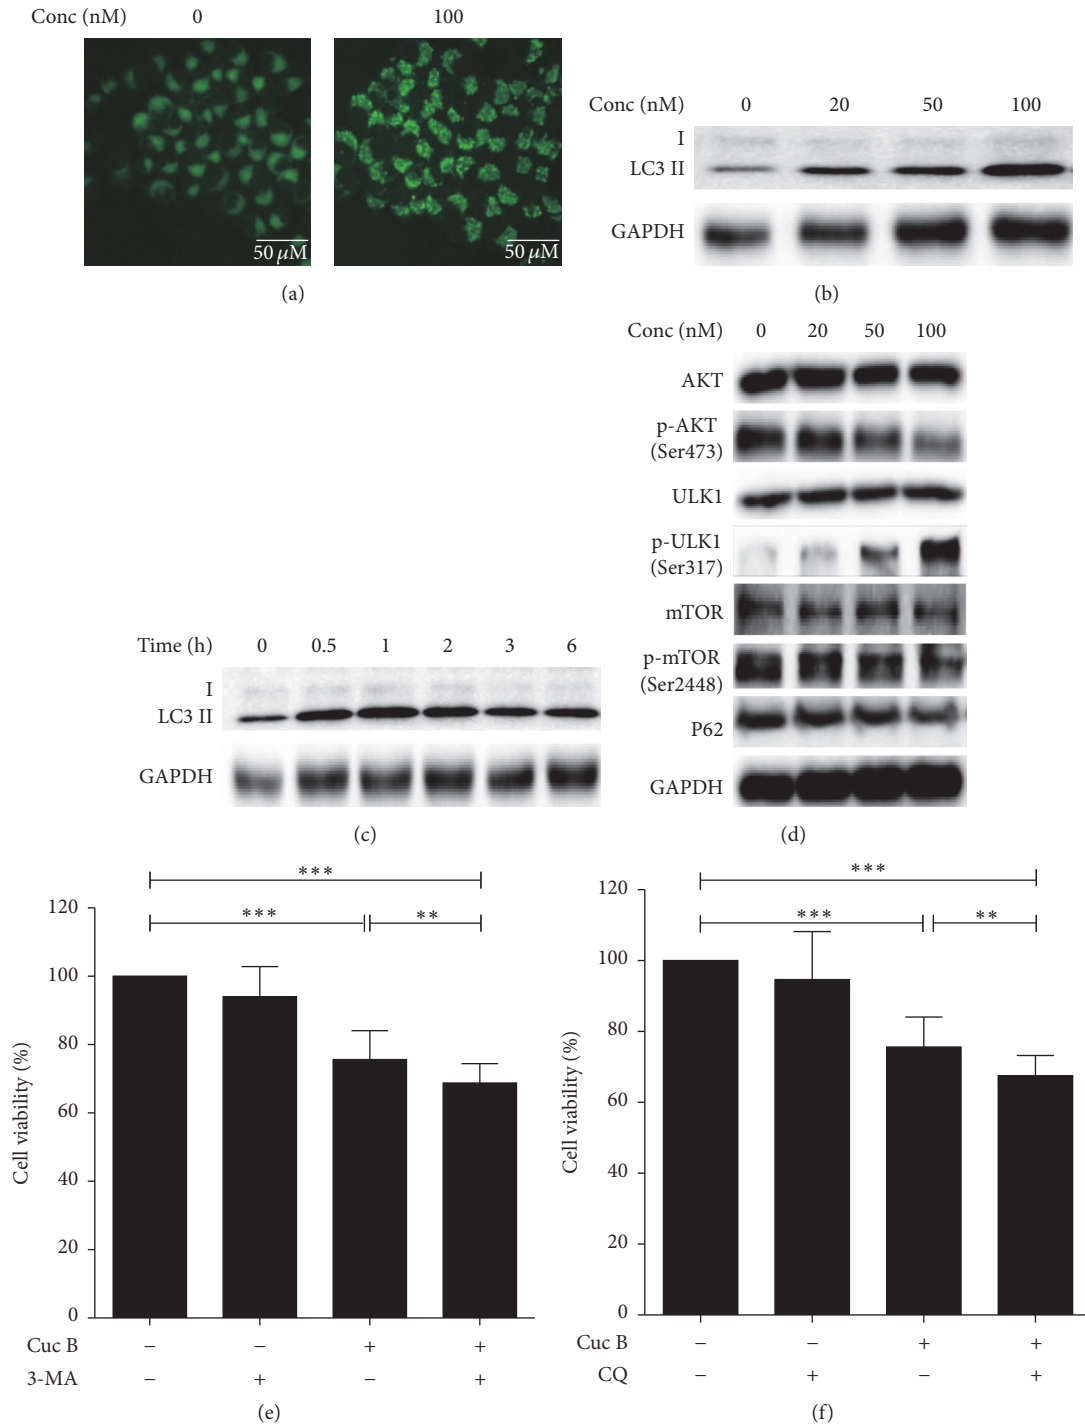 Conc (nM) 0 100
50 μM 50 μM
(a)
Conc (nM) 0 20 50 100
I
LC3 II
GAPDH
(b)
Time (h) 0 0.5 1 2 3 6
I
LC3 II
GAPDH
(c)
Conc (nM) 0 20 50 100
AKT
p-AKT
(Ser473)
ULK1
p-ULK1
(Ser317)
mTOR
p-mTOR
(Ser2448)
P62
GAPDH
(d)
***
*** **
120
100
80
60
40
20
0
Cell viability (%)
Cuc B − − + +
3-MA − + − +
(e)
***
*** **
120
100
80
60
40
20
0
Cell viability (%)
Cuc B − − + +
CQ − + − +
(f)